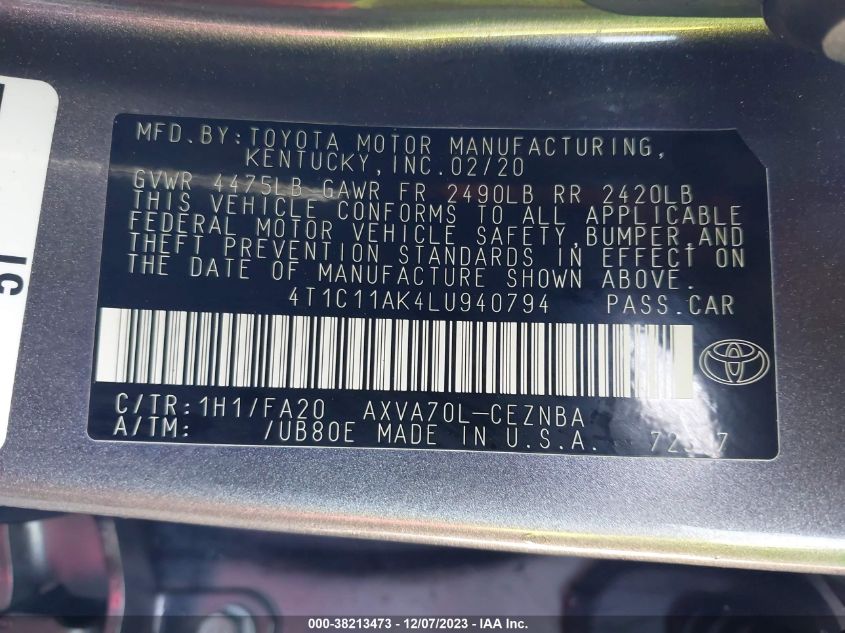 MFD.BY:TOYOTA MOTOR MANUFACTURING,
KENTUCKY,INC.02/20
GVWR 4475LB GAWR FR 2490LB RR 2420LB
THIS VEHICLE CONFORMS TO ALL APPLICABLE
FEDERAL MOTOR VEHICLE SAFETY,BUMPER,AND
THEFT PREVENTION STANDARDS IN EFFECT ON
THE DATE OF MANUFACTURE SHOWN ABOVE.
4T1C11AK4LU940794 PASS.CAR
C/TR:1H1/FA20 AXVA70L-CEZNBA
A/TM: /UB80E MADE IN U.S.A.
000-38213473 - 12/07/2023 - IAA